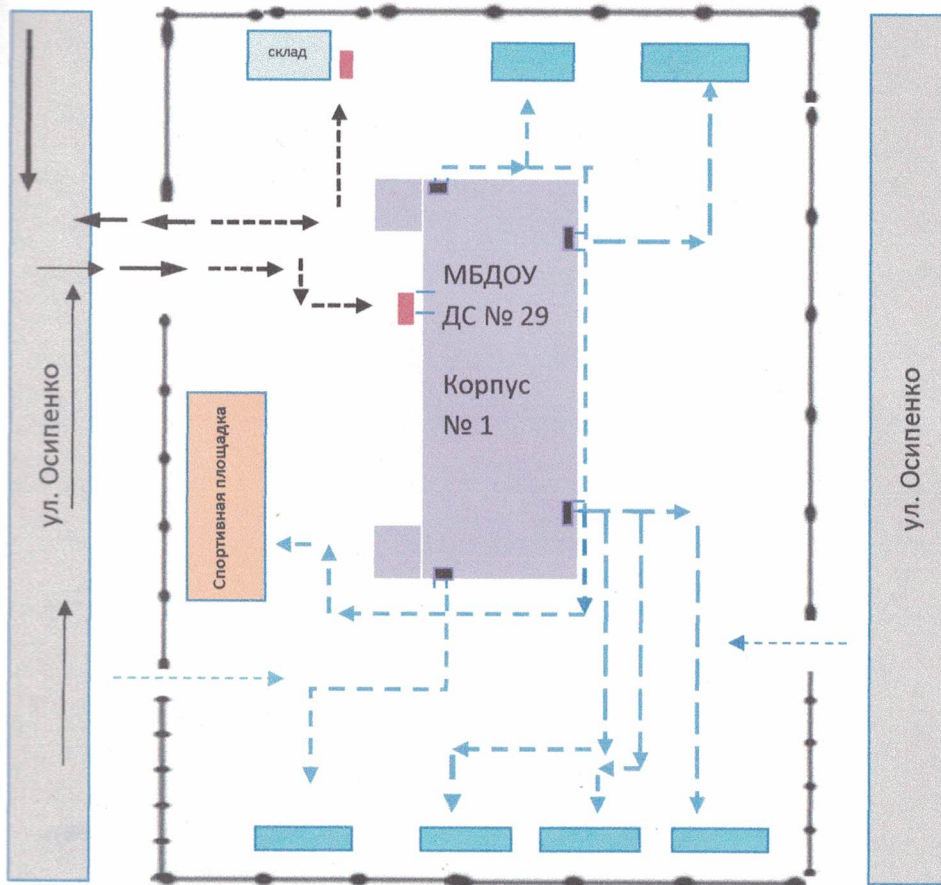 склад
МБДОУ
ДС № 29
Корпус
№ 1
ул. Осипенко
Спортивная площадка
ул. Осипенко